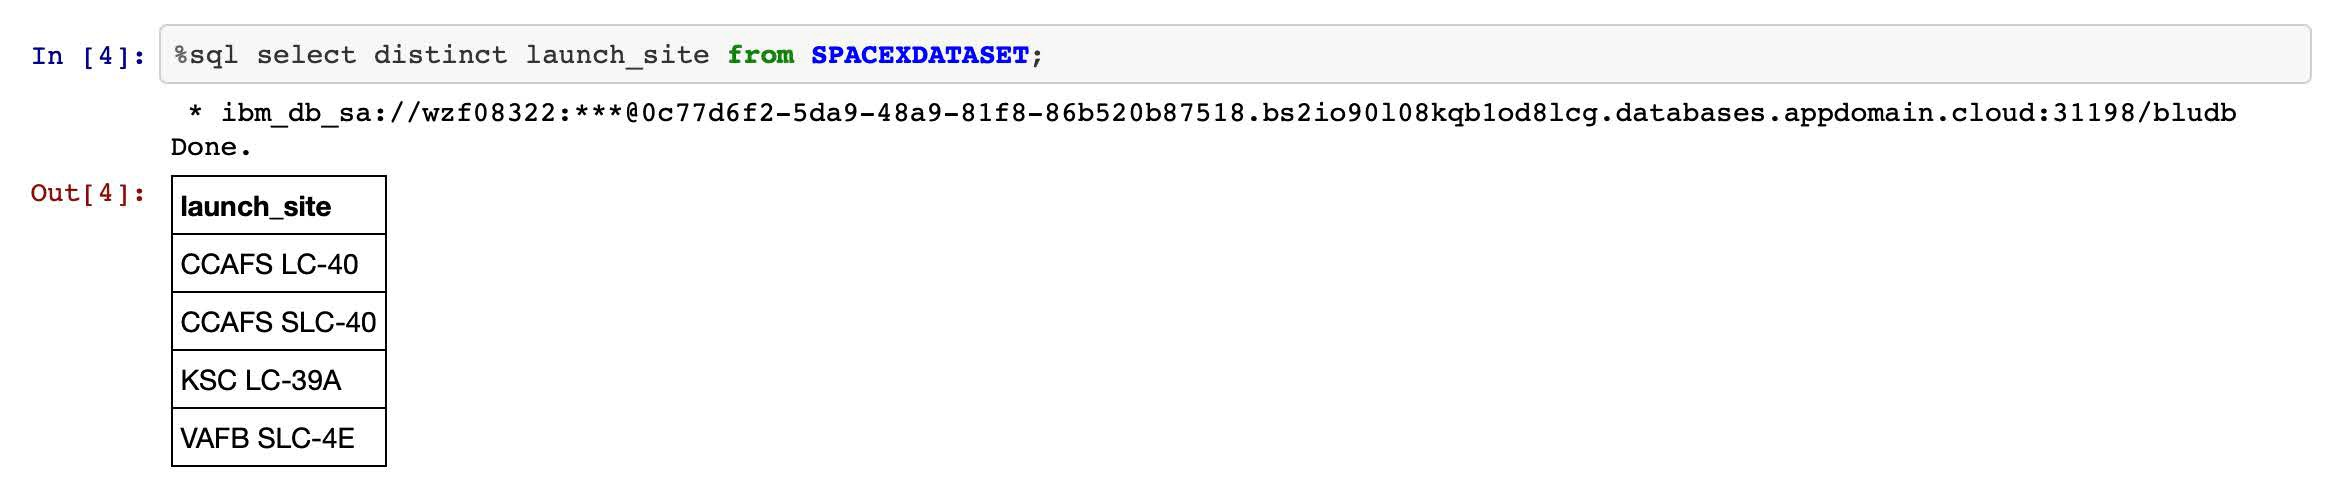 In [4]: %sql select distinct launch_site from SPACEXDATASET;
* ibm_db_sa://wzf08322:***@0c77d6f2-5da9-48a9-81f8-86b520b87518.bs2io90l08kqb1od8lcg.databases.appdomain.cloud:31198/bludb
Done.
Out[4]: launch_site
CCAFS LC-40
CCAFS SLC-40
KSC LC-39A
VAFB SLC-4E